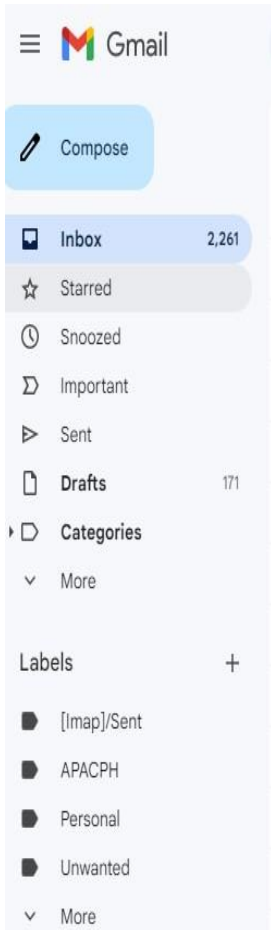 Gmail
Compose
Inbox 2,261
Starred
Snoozed
Important
Sent
Drafts 171
Categories
More
Labels +
[Imap]/Sent
APACPH
Personal
Unwanted
More